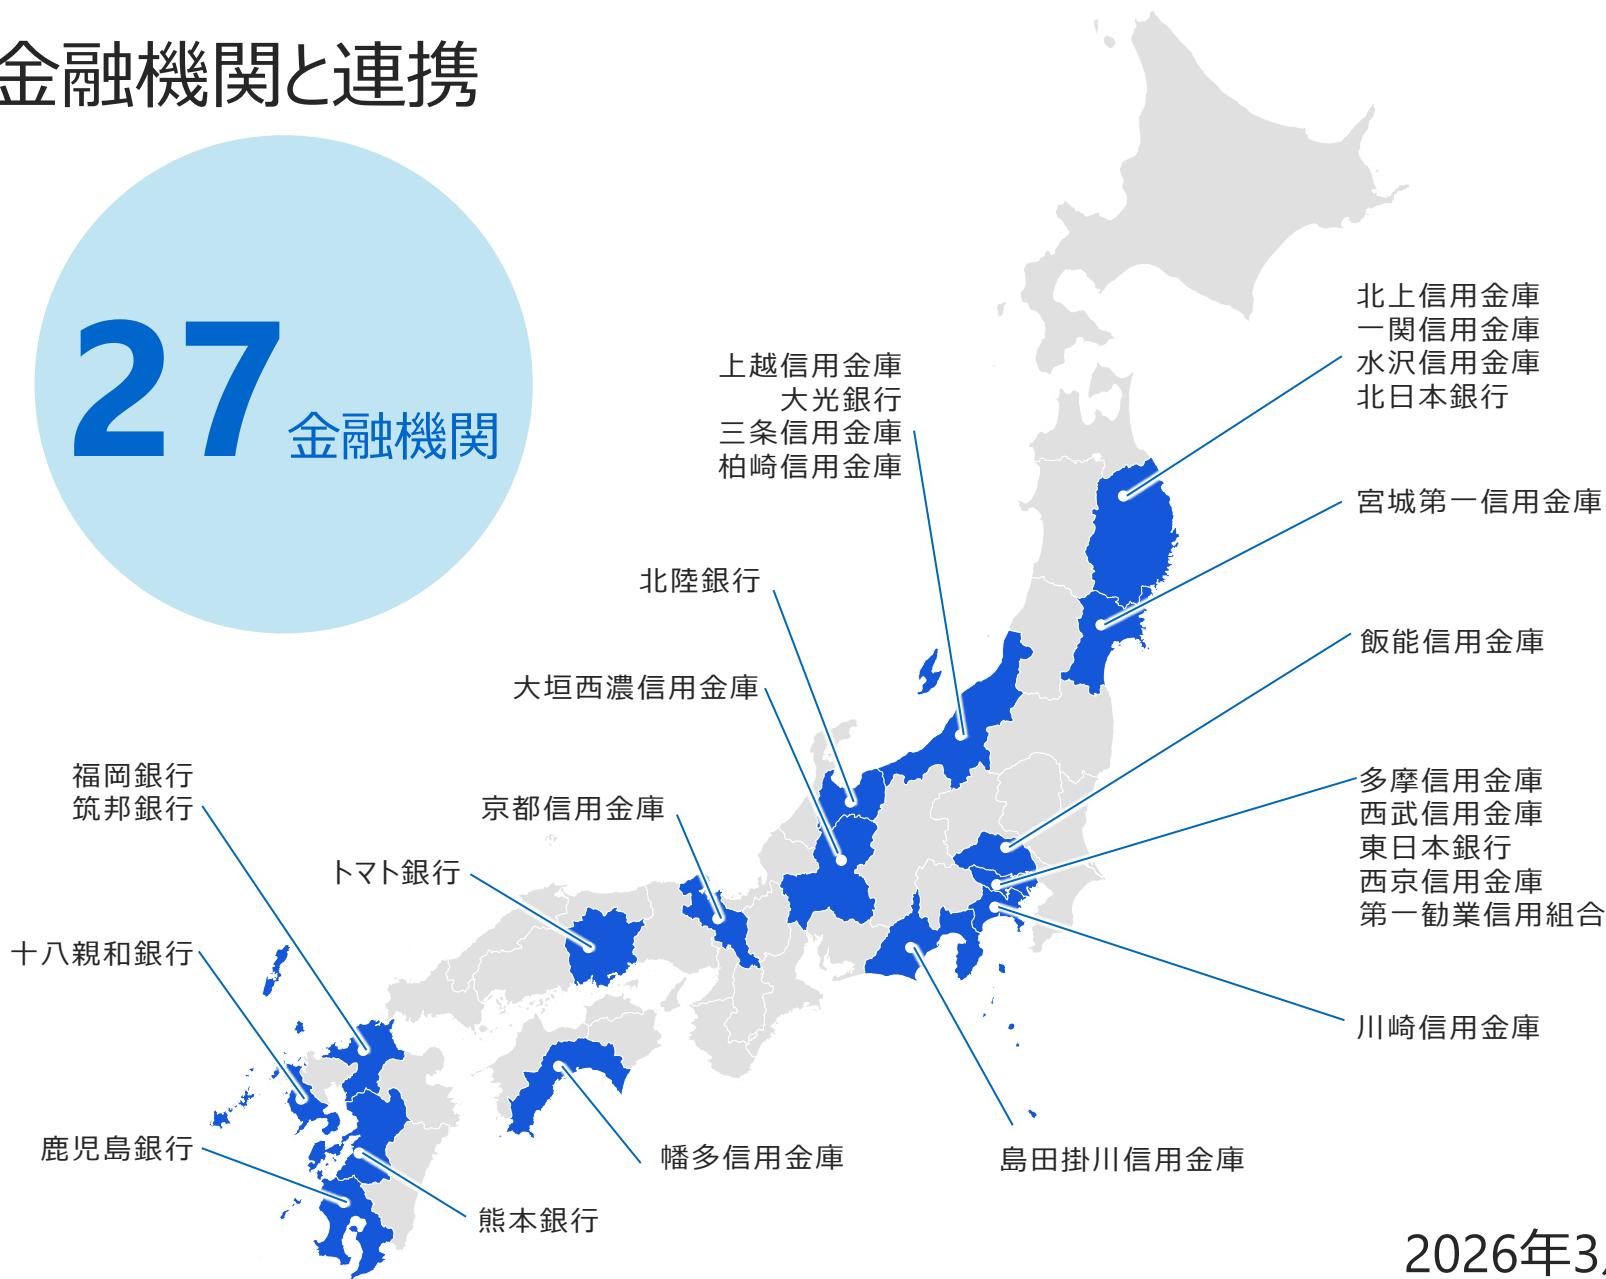 金融機関と連携
27 金融機関
北上信用金庫
一関信用金庫
水沢信用金庫
北日本銀行
上越信用金庫
大光銀行
三条信用金庫
柏崎信用金庫
宮城第一信用金庫
北陸銀行
飯能信用金庫
大垣西濃信用金庫
福岡銀行
筑邦銀行
京都信用金庫
多摩信用金庫
西武信用金庫
東日本銀行
西京信用金庫
第一勧業信用組合
トマト銀行
十八親和銀行
川崎信用金庫
鹿児島銀行
幡多信用金庫
島田掛川信用金庫
熊本銀行
2026年3